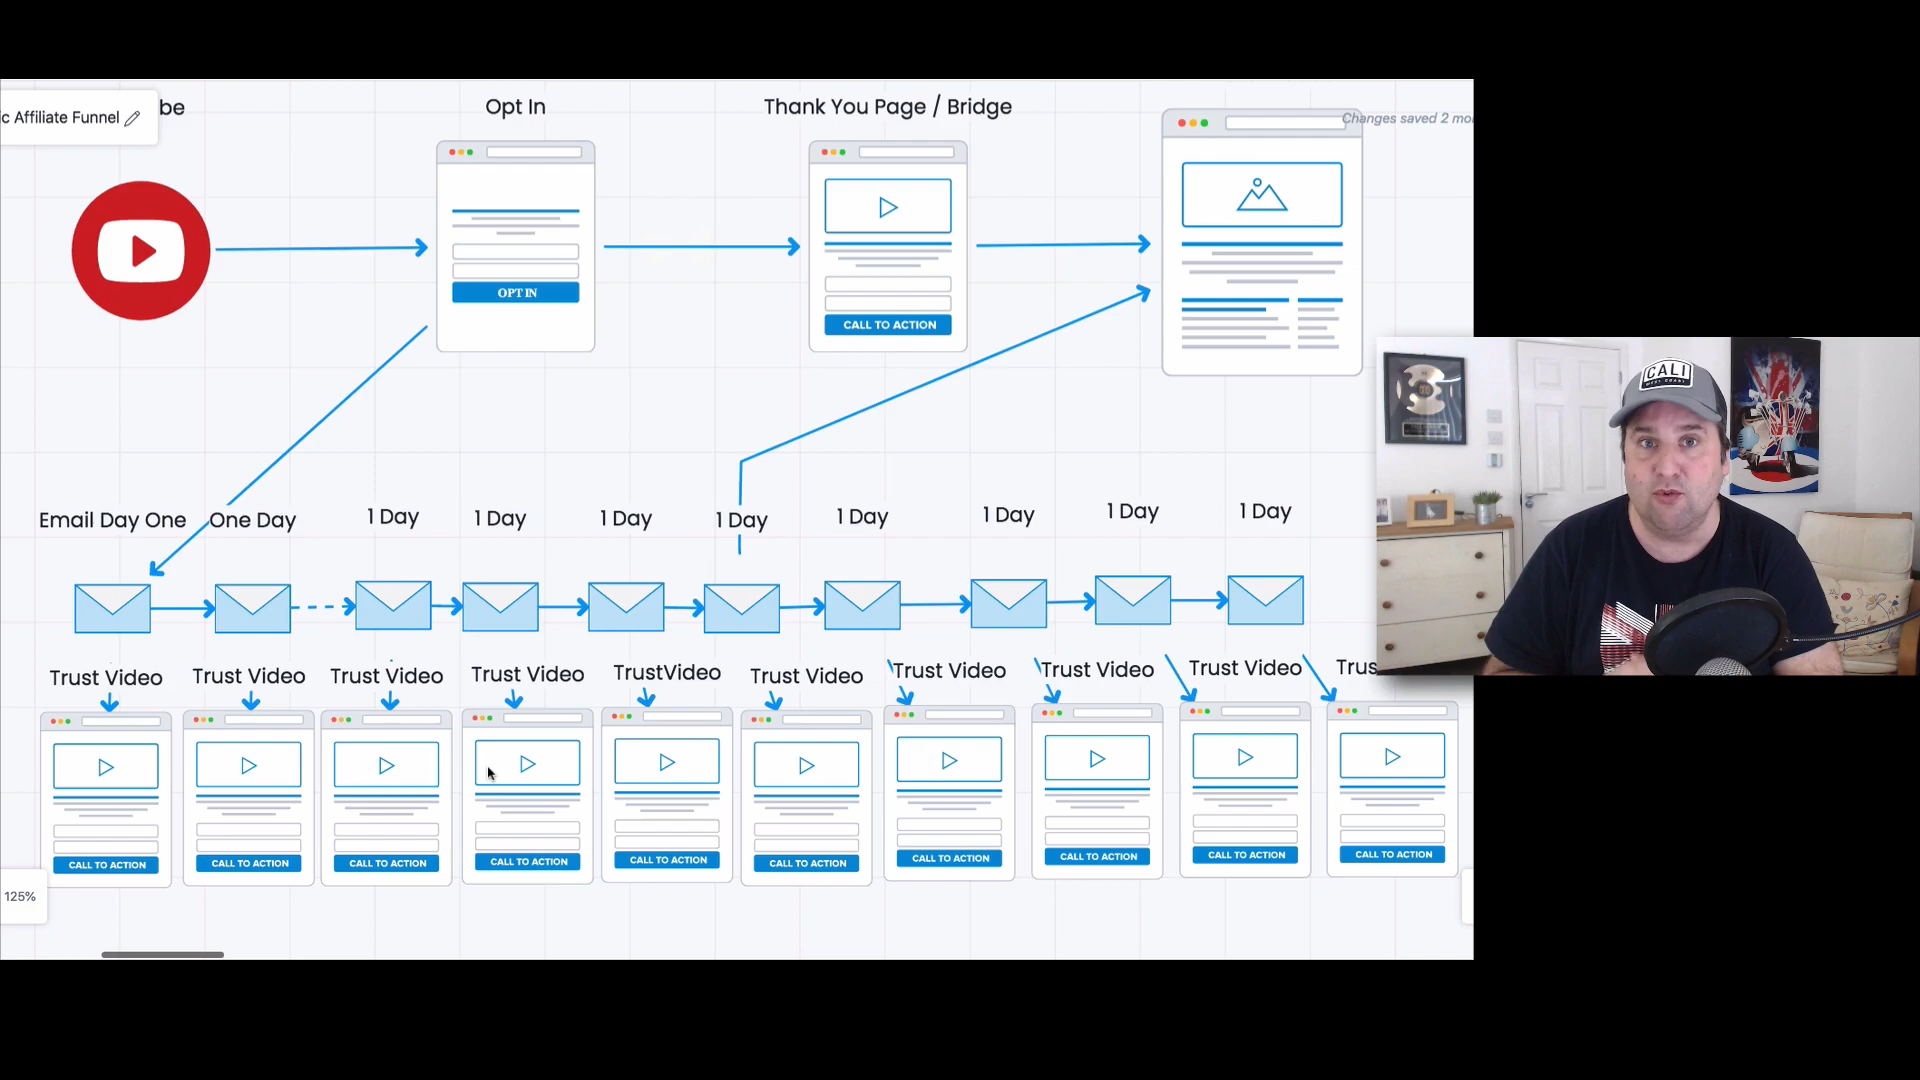 be
ic Affiliate Funnel
Opt In
Thank You Page / Bridge
Changes saved 2 mo
OPT IN
CALL TO ACTION
CALI
Email Day One
One Day
1 Day
1 Day
1 Day
1 Day
1 Day
1 Day
1 Day
1 Day
Trust Video
Trust Video
Trust Video
Trust Video
TrustVideo
Trust Video
Trust Video
Trust Video
Trust Video
Trus
CALL TO ACTION
CALL TO ACTION
CALL TO ACTION
CALL TO ACTION
CALL TO ACTION
CALL TO ACTION
CALL TO ACTION
CALL TO ACTION
CALL TO ACTION
CALL TO ACTION
125%